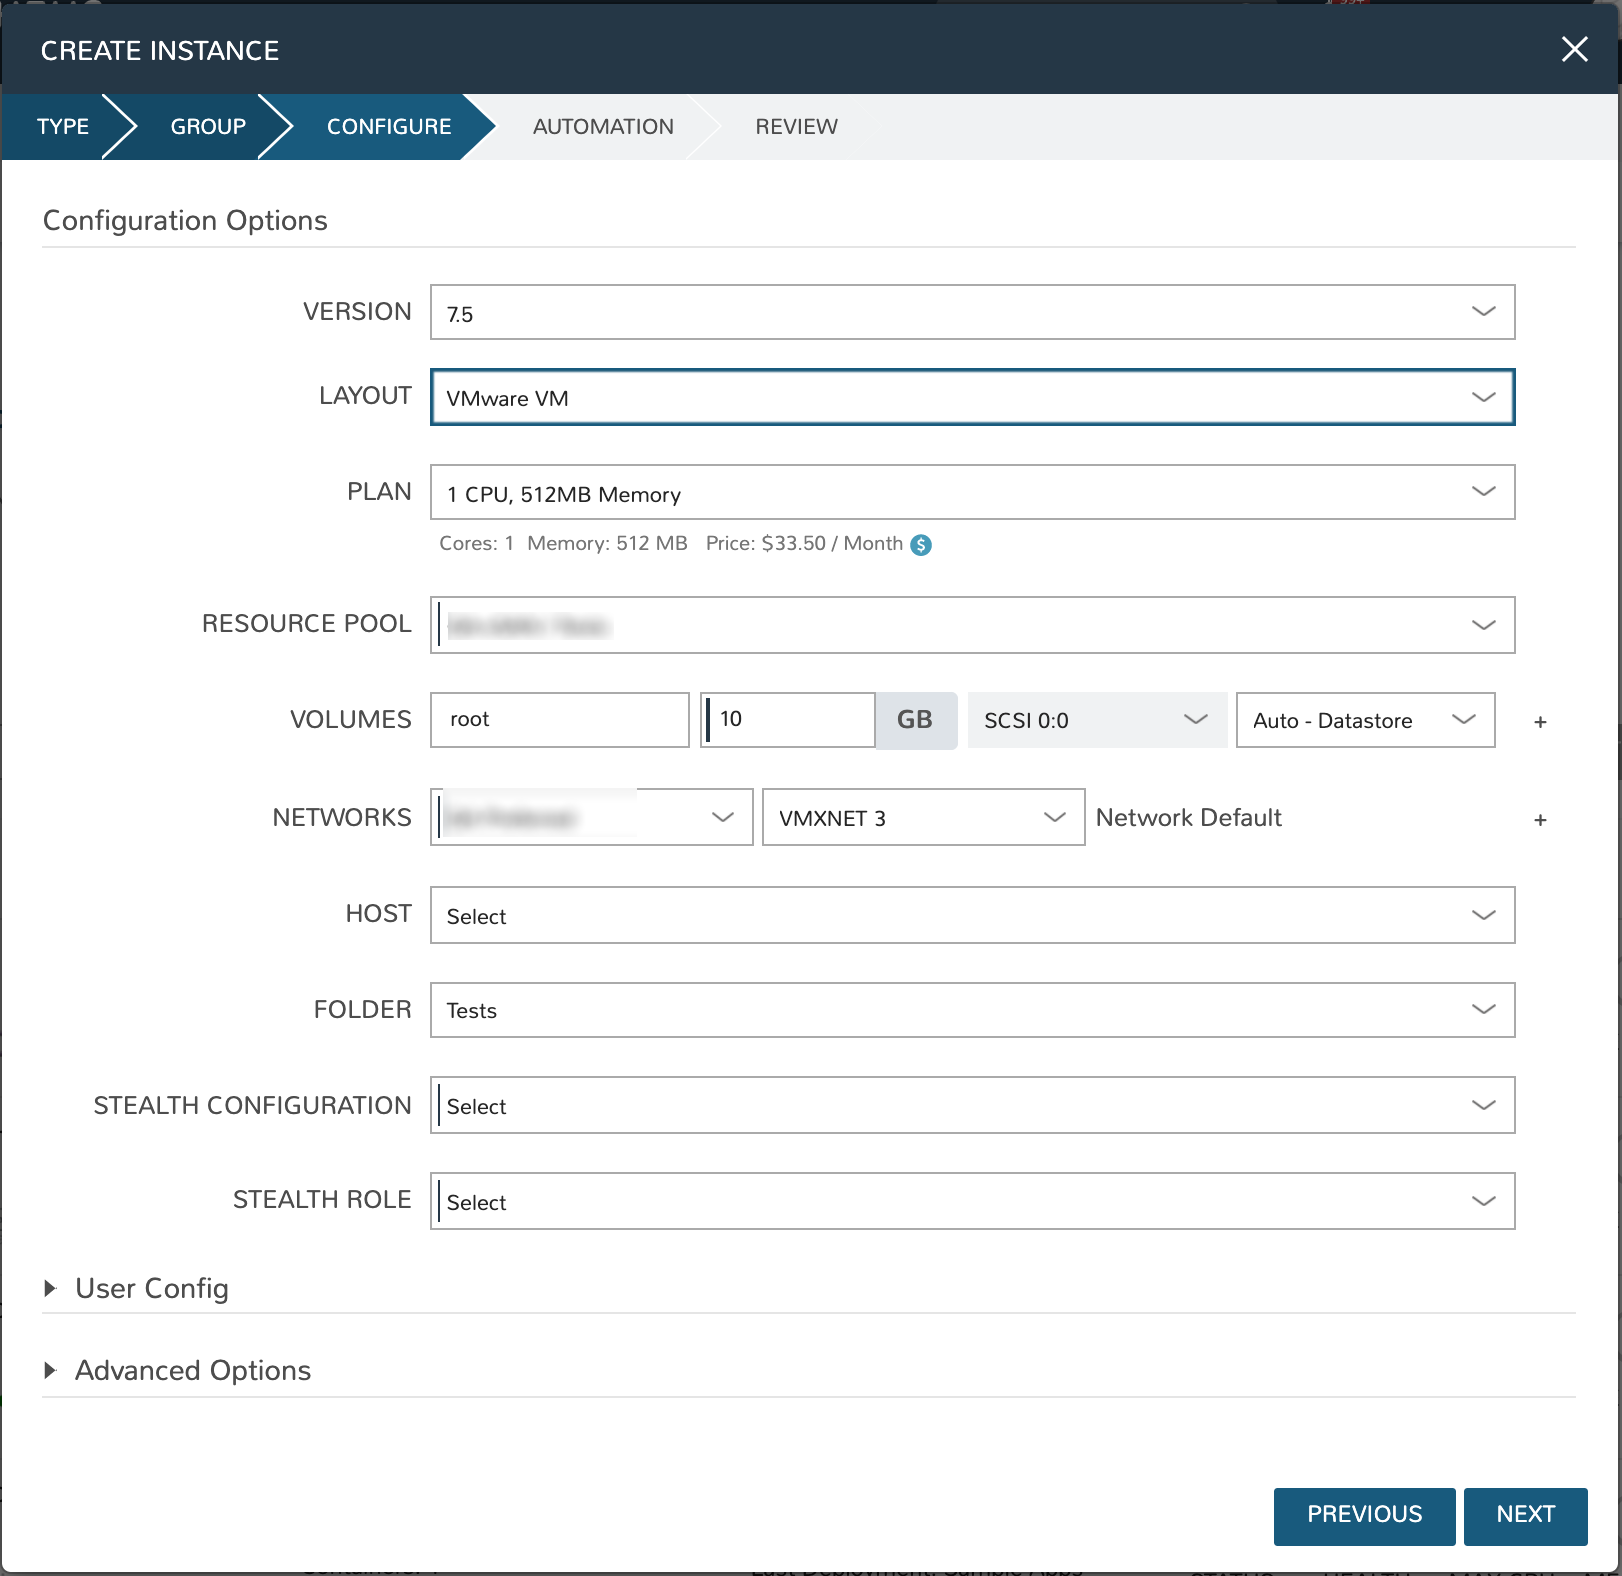 CREATE INSTANCE
TYPE GROUP CONFIGURE AUTOMATION REVIEW
Configuration Options
VERSION 7.5
LAYOUT VMware VM
PLAN 1 CPU, 512MB Memory
Cores: 1 Memory: 512 MB Price: $33.50 / Month $
RESOURCE POOL
VOLUMES root 10 GB SCSI 0:0 Auto - Datastore +
NETWORKS VMXNET 3 Network Default +
HOST Select
FOLDER Tests
STEALTH CONFIGURATION Select
STEALTH ROLE Select
User Config
Advanced Options
PREVIOUS NEXT